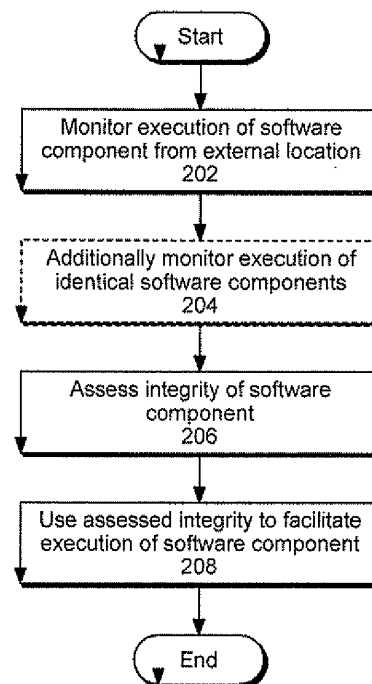 Start
Monitor execution of software
component from external location
202
Additionally monitor execution of
identical software components
204
Assess integrity of software
component
206
Use assessed integrity to facilitate
execution of software component
208
End